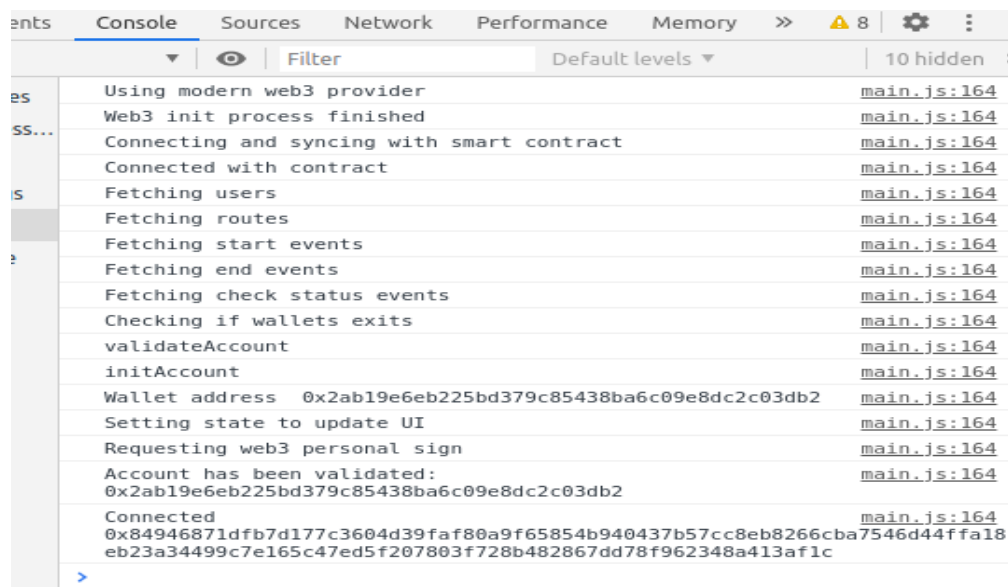 ents Console Sources Network Performance Memory » 8
Filter Default levels ▼ 10 hidden
es
ss...
s
e
Using modern web3 provider main.js:164
Web3 init process finished main.js:164
Connecting and syncing with smart contract main.js:164
Connected with contract main.js:164
Fetching users main.js:164
Fetching routes main.js:164
Fetching start events main.js:164
Fetching end events main.js:164
Fetching check status events main.js:164
Checking if wallets exits main.js:164
validateAccount main.js:164
initAccount main.js:164
Wallet address 0x2ab19e6eb225bd379c85438ba6c09e8dc2c03db2 main.js:164
Setting state to update UI main.js:164
Requesting web3 personal sign main.js:164
Account has been validated: main.js:164
0x2ab19e6eb225bd379c85438ba6c09e8dc2c03db2
Connected main.js:164
0x84946871dfb7d177c3604d39faf80a9f65854b940437b57cc8eb8266cba7546d44ffa18
eb23a34499c7e165c47ed5f207803f728b482867dd78f962348a413af1c
>